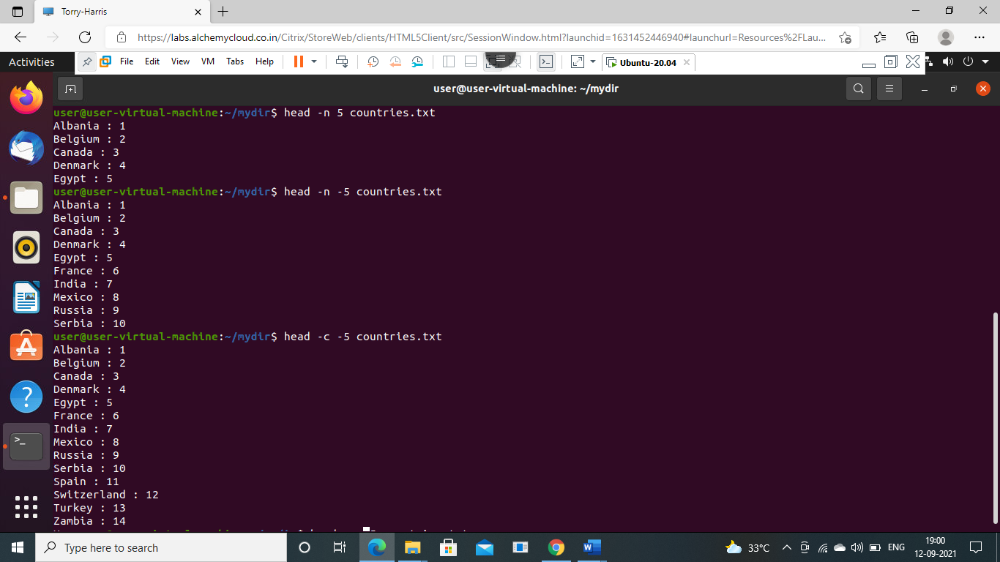 Torry-Harris
https://labs.alchemycloud.co.in/Citrix/StoreWeb/clients/HTML5Client/src/SessionWindow.html?launchid=1631452446940#launchurl=Resources%2FLau...
Activities
File Edit View VM Tabs Help
Ubuntu-20.04
user@user-virtual-machine: ~/mydir
user@user-virtual-machine:~/mydir$ head -n 5 countries.txt
Albania : 1
Belgium : 2
Canada : 3
Denmark : 4
Egypt : 5
user@user-virtual-machine:~/mydir$ head -n -5 countries.txt
Albania : 1
Belgium : 2
Canada : 3
Denmark : 4
Egypt : 5
France : 6
India : 7
Mexico : 8
Russia : 9
Serbia : 10
user@user-virtual-machine:~/mydir$ head -c -5 countries.txt
Albania : 1
Belgium : 2
Canada : 3
Denmark : 4
Egypt : 5
France : 6
India : 7
Mexico : 8
Russia : 9
Serbia : 10
Spain : 11
Switzerland : 12
Turkey : 13
Zambia : 14
Type here to search
33°C
ENG
19:00
12-09-2021